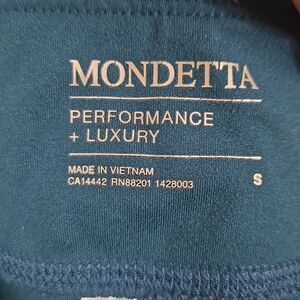 MONDETTA
PERFORMANCE
+ LUXURY
MADE IN VIETNAM
CA14442 RN88201 1428003 S